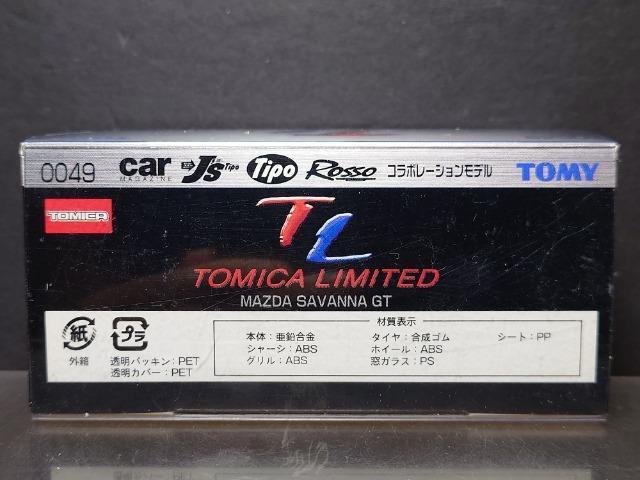 0049 car MAGAZINE J's Tipo Tipo Rosso コラボレーションモデル TOMY
TOMICA
TL
TOMICA LIMITED
MAZDA SAVANNA GT
紙 プラ
外箱 透明パッキン:PET
透明カバー:PET
材質表示
本体:亜鉛合金 タイヤ:合成ゴム シート:PP
シャーシ:ABS ホイール:ABS
グリル:ABS 窓ガラス:PS